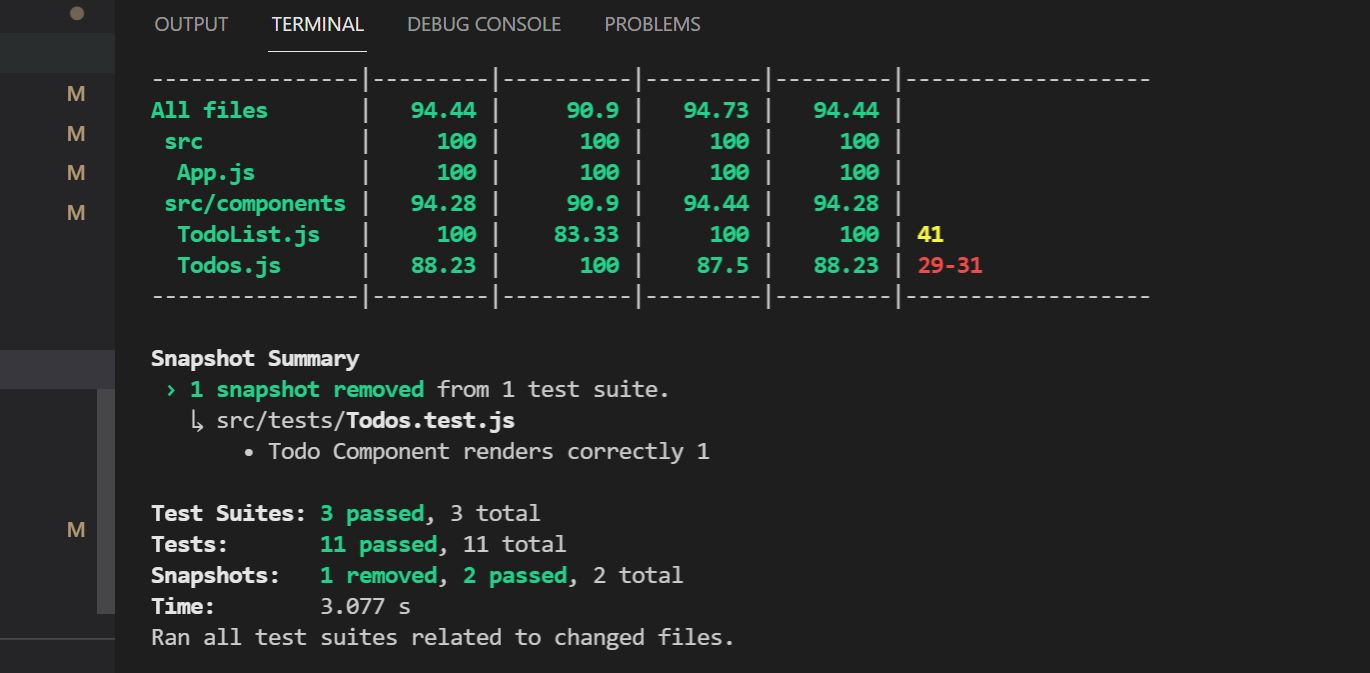 OUTPUT TERMINAL DEBUG CONSOLE PROBLEMS
----------------|---------|----------|---------|---------|-------------------
All files       |   94.44 |     90.9 |   94.73 |   94.44 |
 src            |     100 |      100 |     100 |     100 |
  App.js        |     100 |      100 |     100 |     100 |
 src/components |   94.28 |     90.9 |   94.44 |   94.28 |
  TodoList.js   |     100 |    83.33 |     100 |     100 | 41
  Todos.js      |   88.23 |      100 |    87.5 |   88.23 | 29-31
----------------|---------|----------|---------|---------|-------------------
Snapshot Summary
 › 1 snapshot removed from 1 test suite.
   ↳ src/tests/Todos.test.js
       • Todo Component renders correctly 1
Test Suites: 3 passed, 3 total
Tests:       11 passed, 11 total
Snapshots:   1 removed, 2 passed, 2 total
Time:        3.077 s
Ran all test suites related to changed files.
M
M
M
M
M